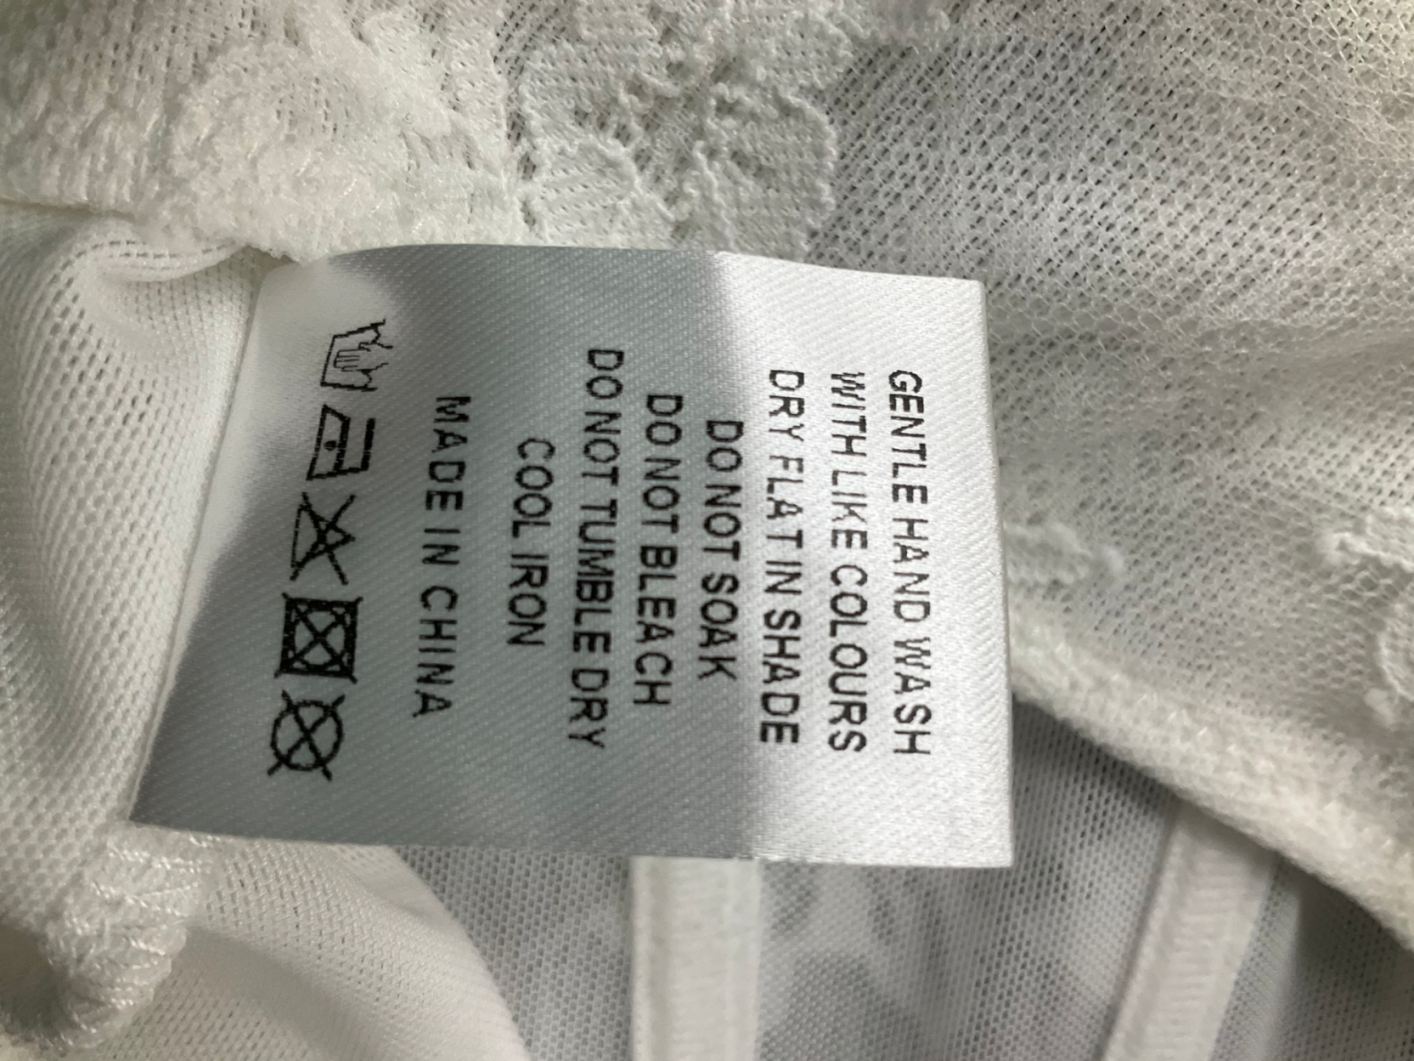 GENTLE HAND WASH
WITH LIKE COLOURS
DRY FLAT IN SHADE
DO NOT SOAK
DO NOT BLEACH
DO NOT TUMBLE DRY
COOL IRON
MADE IN CHINA